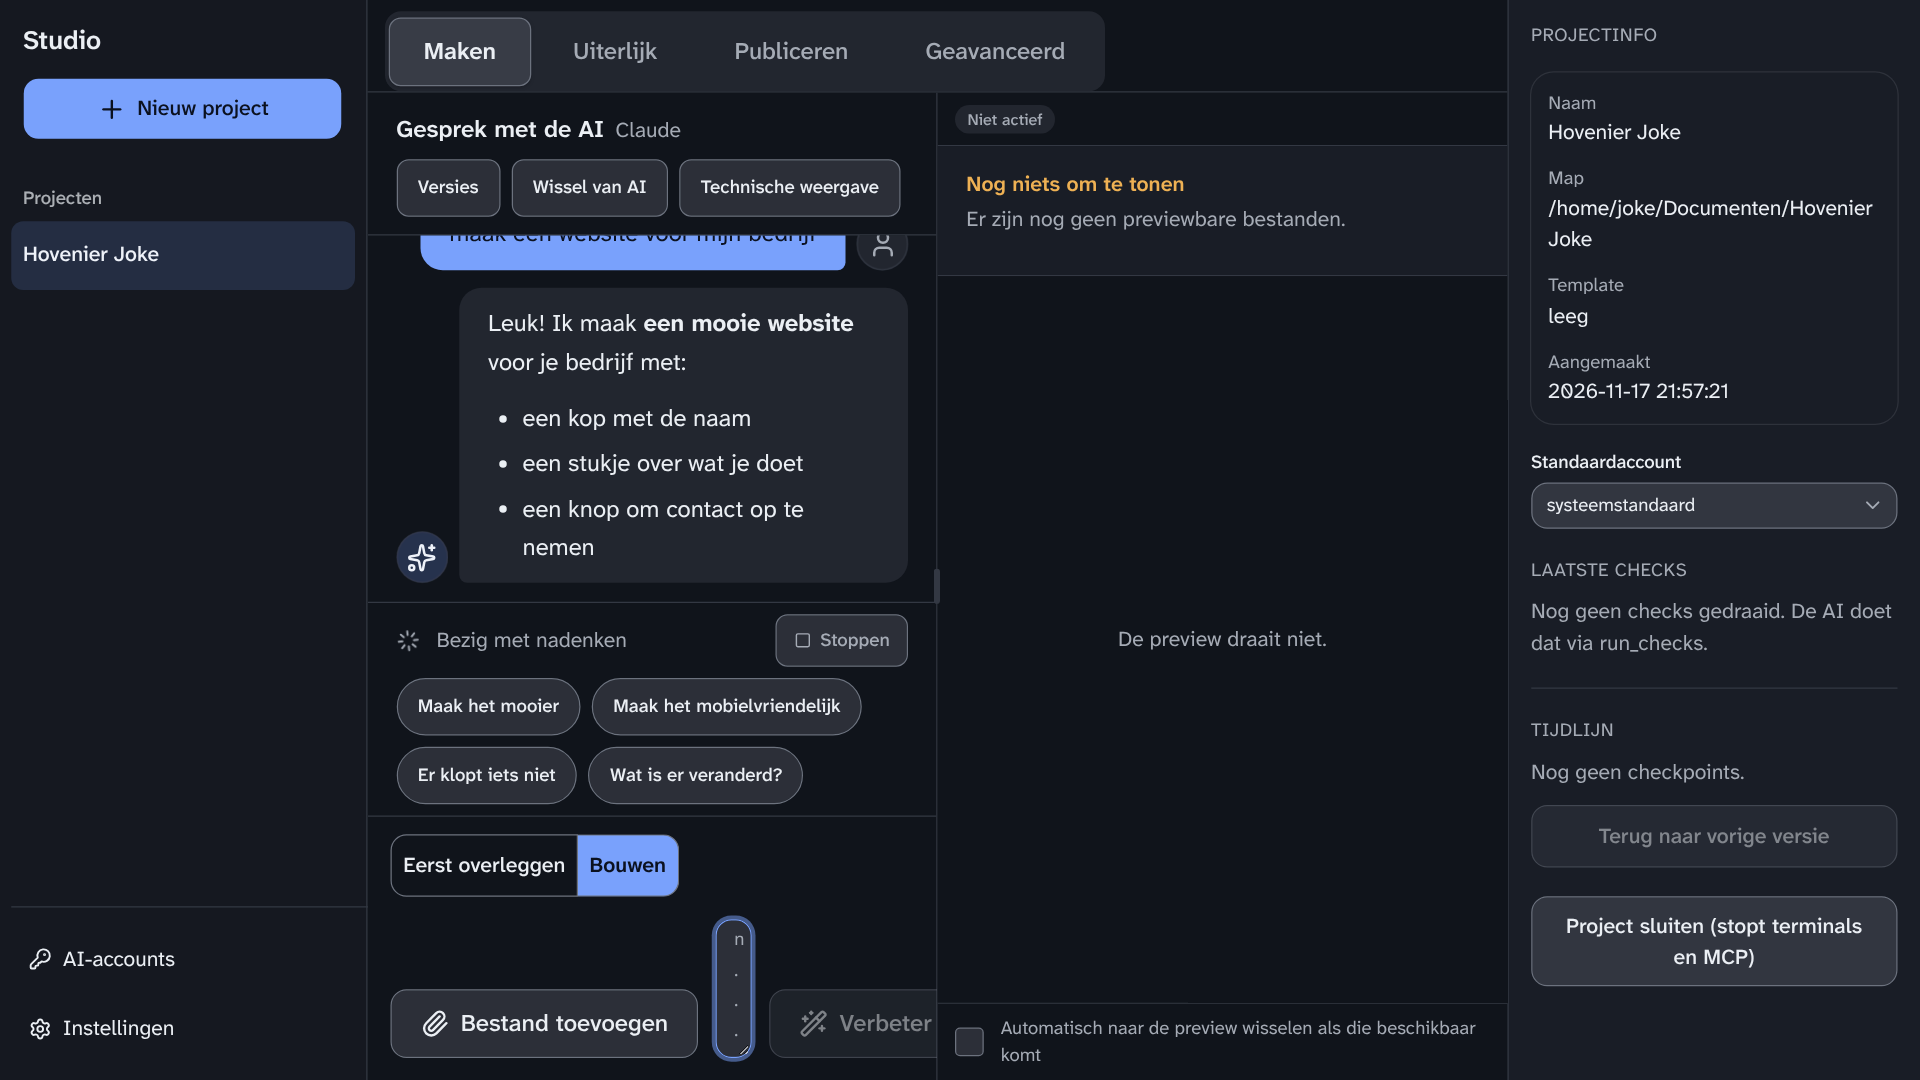 Studio
Nieuw project
Projecten
Hovenier Joke
AI-accounts
Instellingen
Maken
Uiterlijk
Publiceren
Geavanceerd
Gesprek met de AI Claude
Versies
Wissel van AI
Technische weergave
maak een website voor mijn bedrijf
Leuk! Ik maak een mooie website
voor je bedrijf met:
• een kop met de naam
• een stukje over wat je doet
• een knop om contact op te
nemen
Bezig met nadenken
Stoppen
Maak het mooier
Maak het mobielvriendelijk
Er klopt iets niet
Wat is er veranderd?
Eerst overleggen
Bouwen
Bestand toevoegen
n
.
.
.
Verbeter
Niet actief
Nog niets om te tonen
Er zijn nog geen previewbare bestanden.
De preview draait niet.
Automatisch naar de preview wisselen als die beschikbaar
komt
PROJECTINFO
Naam
Hovenier Joke
Map
/home/joke/Documenten/Hovenier
Joke
Template
leeg
Aangemaakt
2026-11-17 21:57:21
Standaardaccount
systeemstandaard
LAATSTE CHECKS
Nog geen checks gedraaid. De AI doet
dat via run_checks.
TIJDLIJN
Nog geen checkpoints.
Terug naar vorige versie
Project sluiten (stopt terminals
en MCP)